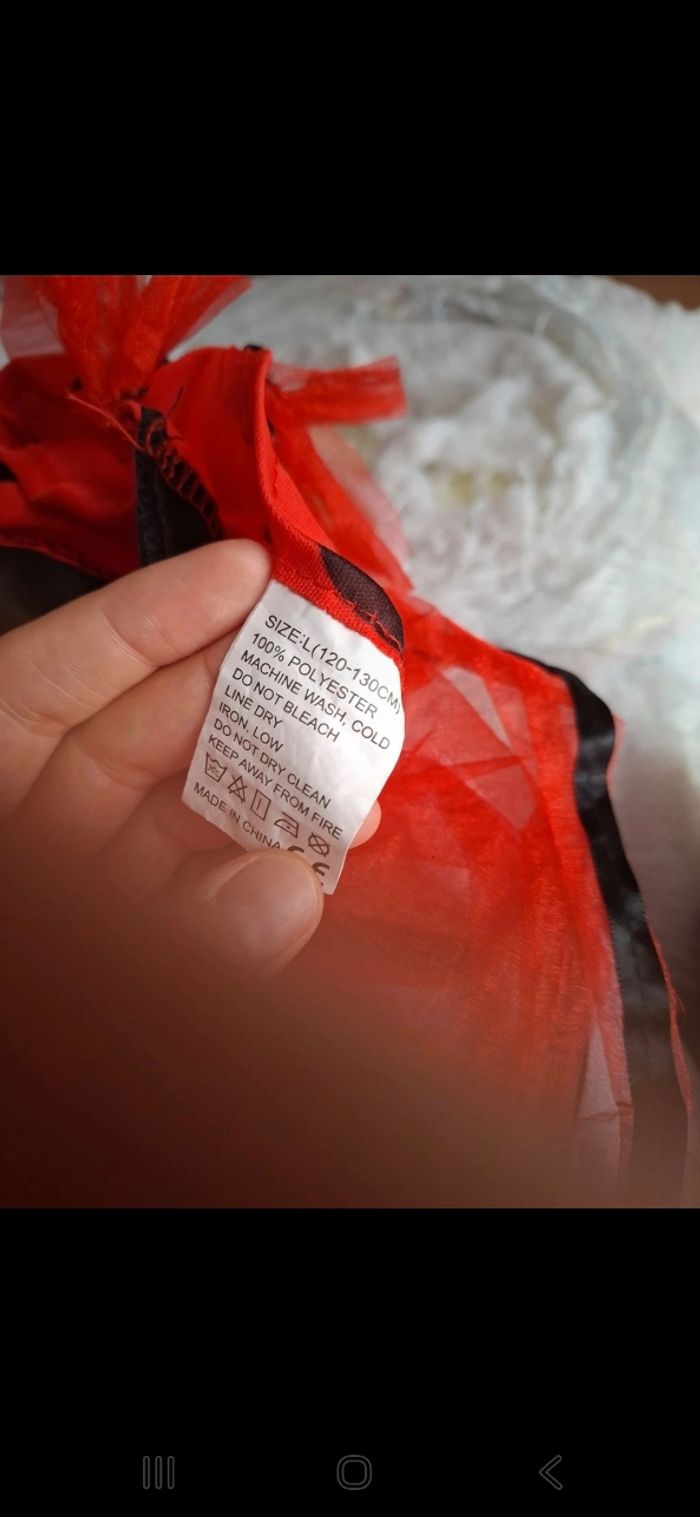 SIZE:L(120-130CM)
100% POLYESTER
MACHINE WASH, COLD
DO NOT BLEACH
LINE DRY
IRON, LOW
DO NOT DRY CLEAN
KEEP AWAY FROM FIRE
MADE IN CHINA
CE